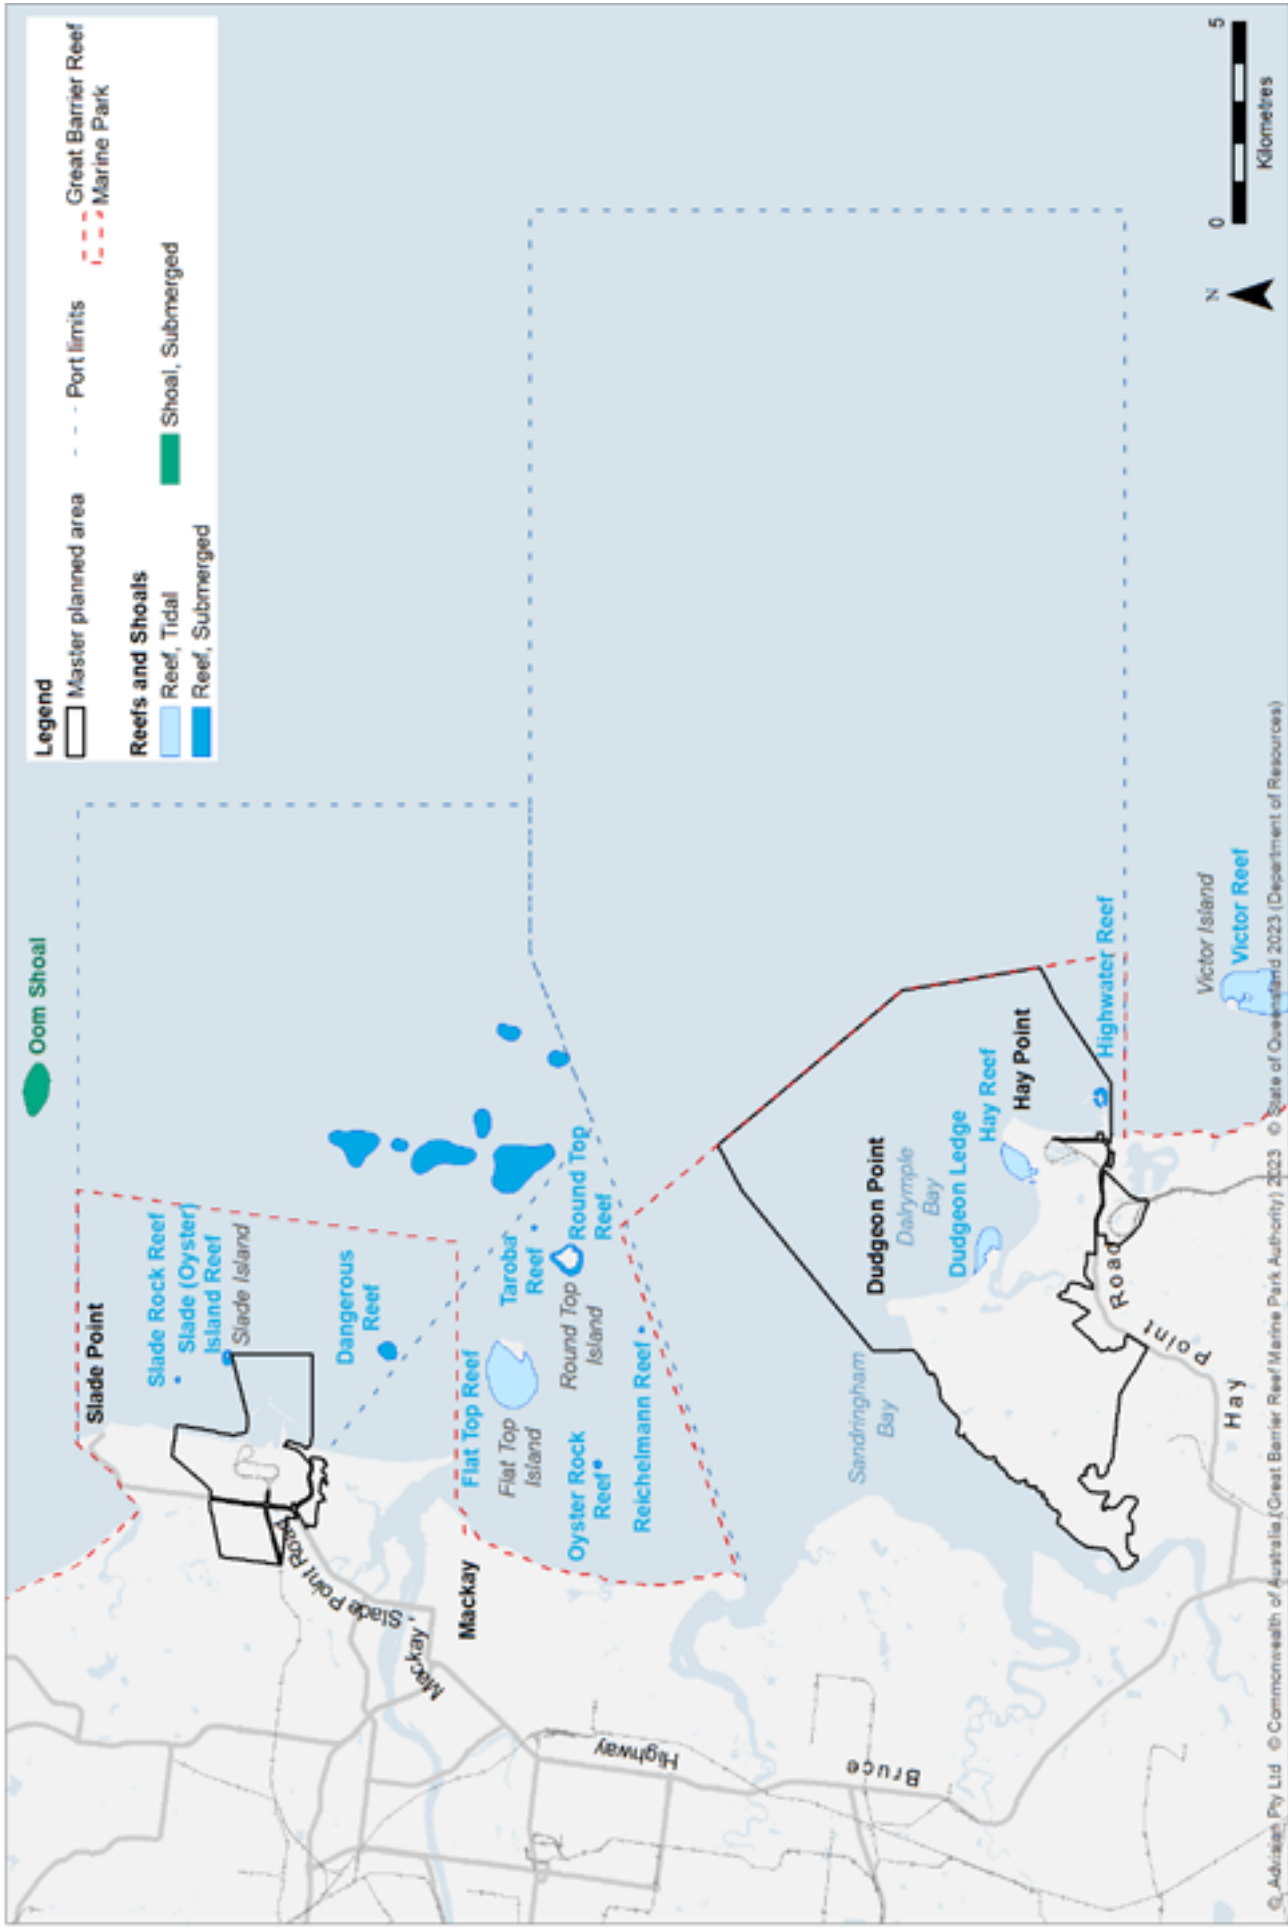 Legend
Master planned area
Port limits
Great Barrier Reef
Marine Park
Reefs and Shoals
Reef, Tidal
Reef, Submerged
Shoal, Submerged
Oom Shoal
Slade Point
Slade Rock Reef
Slade (Oyster)
Island Reef
Slade Island
Dangerous
Reef
Slade Point Road
Mackay
Mackay
Flat Top Reef
Flat Top
Island
Taroba
Reef
Round Top
Reef
Round Top
Island
Oyster Rock
Reef
Reichelmann Reef
Sandringham
Bay
Dudgeon Point
Dalrymple
Bay
Dudgeon Ledge
Hay Reef
Hay Point
Highwater Reef
Victor Island
Victor Reef
Hay Point Road
Bruce Highway
N
0 5
Kilometres
© Adviran Pty Ltd © Commonwealth of Australia (Great Barrier Reef Marine Park Authority) 2023 © State of Queensland 2023 (Department of Resources)